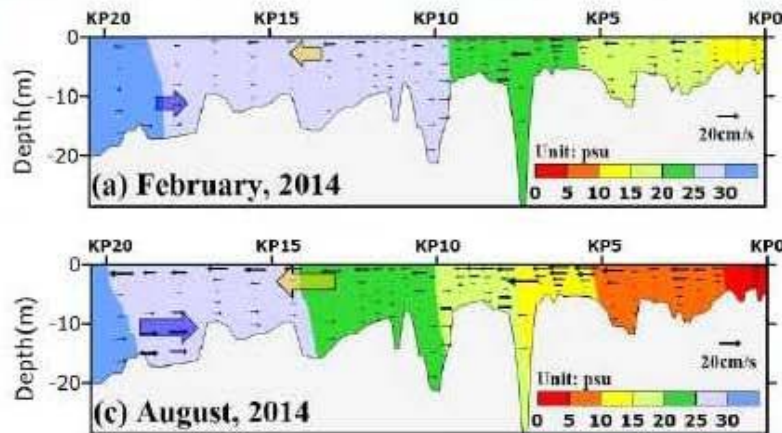 KP20 KP15 KP10 KP5 KP0
0
-10
-20
Depth(m)
20cm/s
Unit: psu
0 5 10 15 20 25 30
(a) February, 2014
KP20 KP15 KP10 KP5 KP0
0
-10
-20
Depth(m)
20cm/s
Unit: psu
0 5 10 15 20 25 30
(c) August, 2014